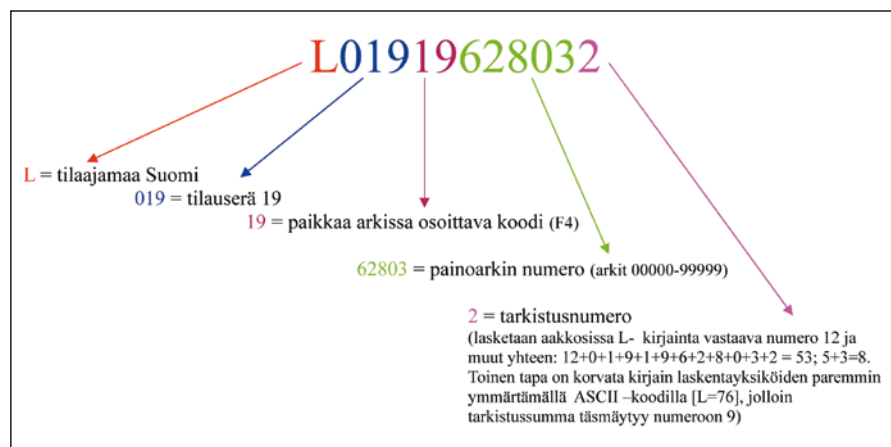 L01919628032
L = tilaajamaa Suomi
019 = tilauserä 19
19 = paikkaa arkissa osoittava koodi (F4)
62803 = painoarkin numero (arkit 00000-99999)
2 = tarkistusnumero
(lasketaan aakkosissa L- kirjainta vastaava numero 12 ja
muut yhteen: 12+0+1+9+1+9+6+2+8+0+3+2 = 53; 5+3=8.
Toinen tapa on korvata kirjain laskentayksiköiden paremmin
ymmärtämällä ASCII –koodilla [L=76], jolloin
tarkistussumma täsmäytyy numeroon 9)